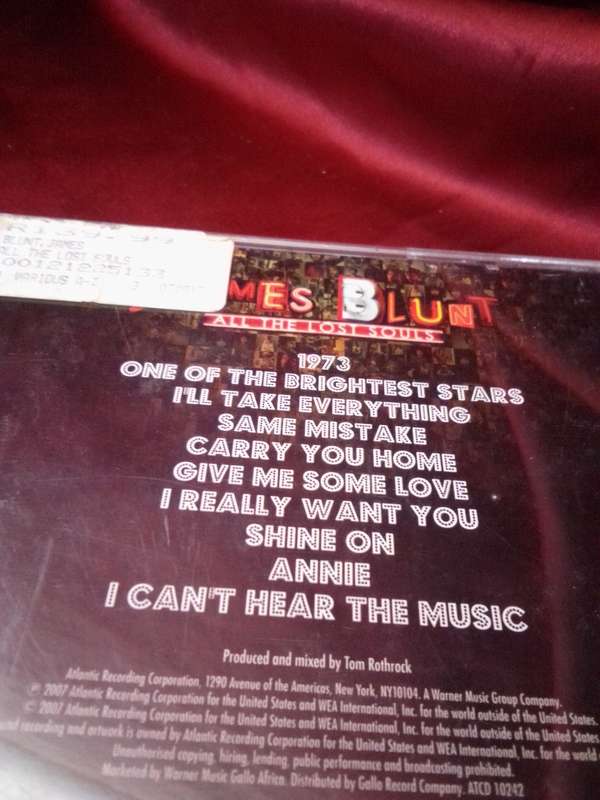 R139.99
BLUNT,JAMES
THE LOST SOULS
VARIOUS A-Z
MES BLUNT
ALL THE LOST SOULS
1973
ONE OF THE BRIGHTEST STARS
I'LL TAKE EVERYTHING
SAME MISTAKE
CARRY YOU HOME
GIVE ME SOME LOVE
I REALLY WANT YOU
SHINE ON
ANNIE
I CAN'T HEAR THE MUSIC
Produced and mixed by Tom Rothrock
Atlantic Recording Corporation, 1290 Avenue of the Americas, New York, NY10104. A Warner Music Group Company.
℗ 2007 Atlantic Recording Corporation for the United States and WEA International, Inc. for the world outside of the United States.
© 2007 Atlantic Recording Corporation for the United States and WEA International, Inc. for the world outside of the United States.
recording and artwork is owned by Atlantic Recording Corporation for the United States and WEA International, Inc. for the world
Unauthorised copying, hiring, lending, public performance and broadcasting prohibited.
Marketed by Warner Music Gallo Africa. Distributed by Gallo Record Company. ATCD 10242